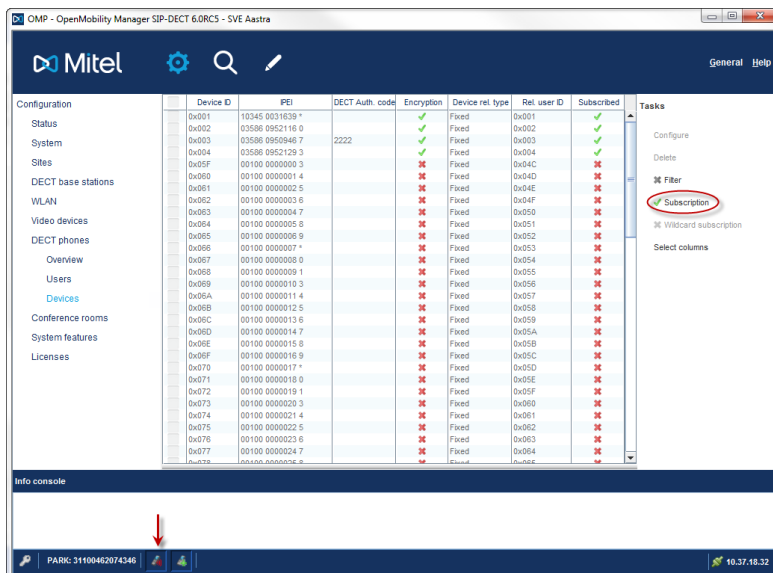 OMP - OpenMobility Manager SIP-DECT 6.0RC5 - SVE Aastra
Mitel
General Help
Configuration
Status
System
Sites
DECT base stations
WLAN
Video devices
DECT phones
Overview
Users
Devices
Conference rooms
System features
Licenses
Device ID IPEI DECT Auth. code Encryption Device rel. type Rel. user ID Subscribed
0x001 10345 0031639 * Fixed 0x001
0x002 03586 0952116 0 Fixed 0x002
0x003 03586 0950946 7 2222 Fixed 0x003
0x004 03586 0952129 3 Fixed 0x004
0x05F 00100 0000000 3 Fixed 0x04C
0x060 00100 0000001 4 Fixed 0x04D
0x061 00100 0000002 5 Fixed 0x04E
0x062 00100 0000003 6 Fixed 0x04F
0x063 00100 0000004 7 Fixed 0x050
0x064 00100 0000005 8 Fixed 0x051
0x065 00100 0000006 9 Fixed 0x052
0x066 00100 0000007 * Fixed 0x053
0x067 00100 0000008 0 Fixed 0x054
0x068 00100 0000009 1 Fixed 0x055
0x069 00100 0000010 3 Fixed 0x056
0x06A 00100 0000011 4 Fixed 0x057
0x06B 00100 0000012 5 Fixed 0x058
0x06C 00100 0000013 6 Fixed 0x059
0x06D 00100 0000014 7 Fixed 0x05A
0x06E 00100 0000015 8 Fixed 0x05B
0x06F 00100 0000016 9 Fixed 0x05C
0x070 00100 0000017 * Fixed 0x05D
0x071 00100 0000018 0 Fixed 0x05E
0x072 00100 0000019 1 Fixed 0x05F
0x073 00100 0000020 3 Fixed 0x060
0x074 00100 0000021 4 Fixed 0x061
0x075 00100 0000022 5 Fixed 0x062
0x076 00100 0000023 6 Fixed 0x063
0x077 00100 0000024 7 Fixed 0x064
Tasks
Configure
Delete
Filter
Subscription
Wildcard subscription
Select columns
Info console
PARK: 31100462074346
10.37.18.32